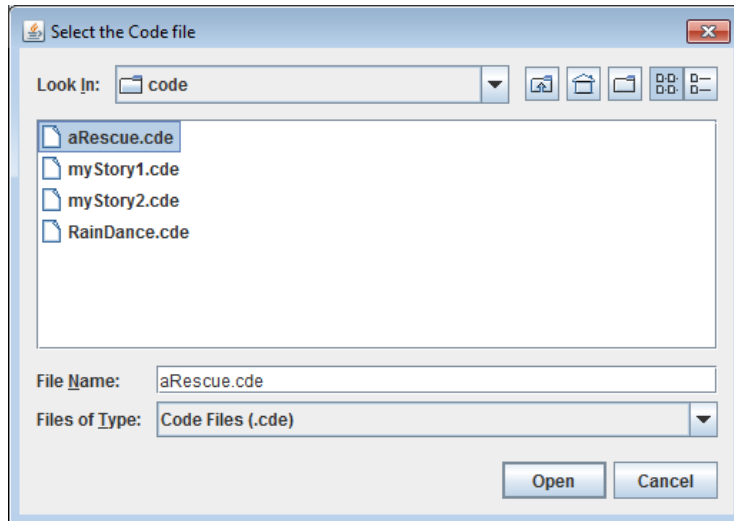 Select the Code file
Look In: code
aRescue.cde
myStory1.cde
myStory2.cde
RainDance.cde
File Name: aRescue.cde
Files of Type: Code Files (.cde)
Open Cancel